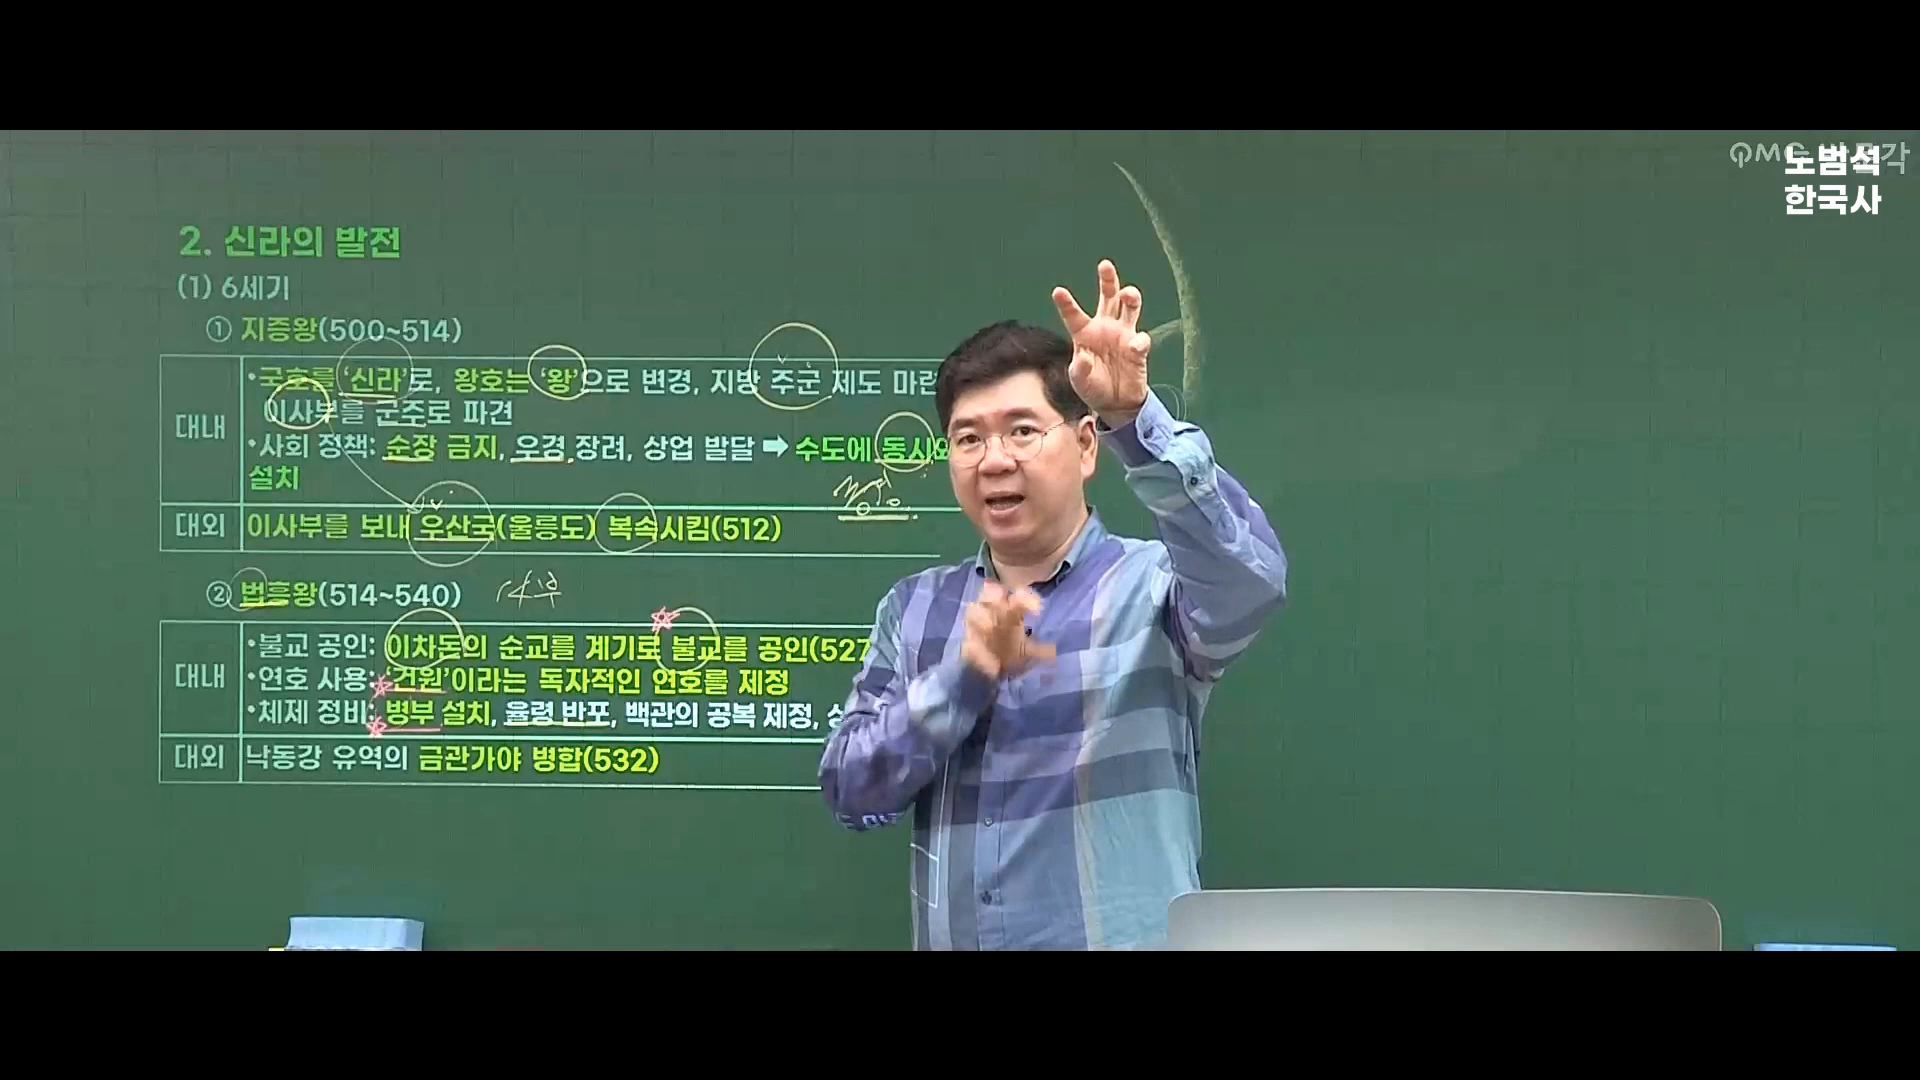 노범석
한국사
2. 신라의 발전
(1) 6세기
① 지증왕(500~514)
대내
•국호를 '신라'로, 왕호는 '왕'으로 변경, 지방 주군 제도 마련
이사부를 군주로 파견
•사회 정책: 순장 금지, 우경 장려, 상업 발달 ➡ 수도에 동시와
설치
대외 이사부를 보내 우산국(울릉도) 복속시킴(512)
② 법흥왕(514~540)
대내
•불교 공인: 이차돈의 순교를 계기로 불교를 공인(527
•연호 사용: '건원'이라는 독자적인 연호를 제정
•체제 정비: 병부 설치, 율령 반포, 백관의 공복 제정,
대외 낙동강 유역의 금관가야 병합(532)